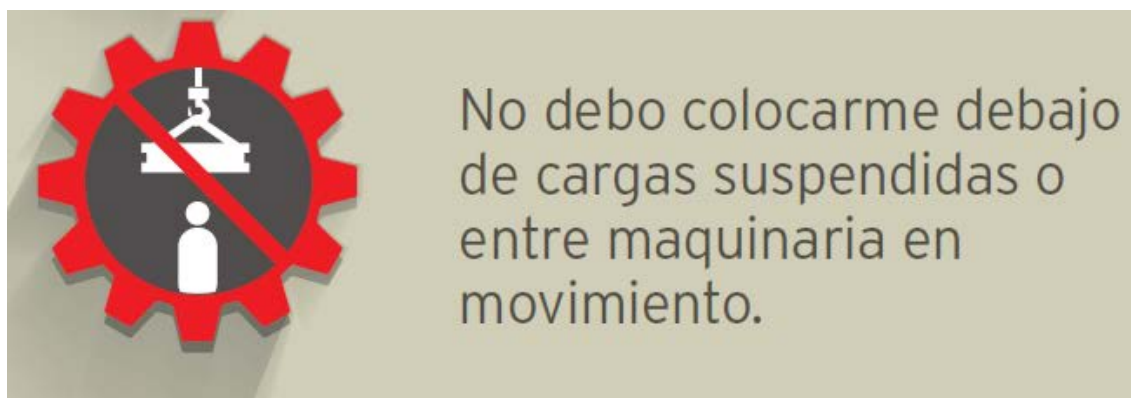 No debo colocarme debajo
de cargas suspendidas o
entre maquinaria en
movimiento.